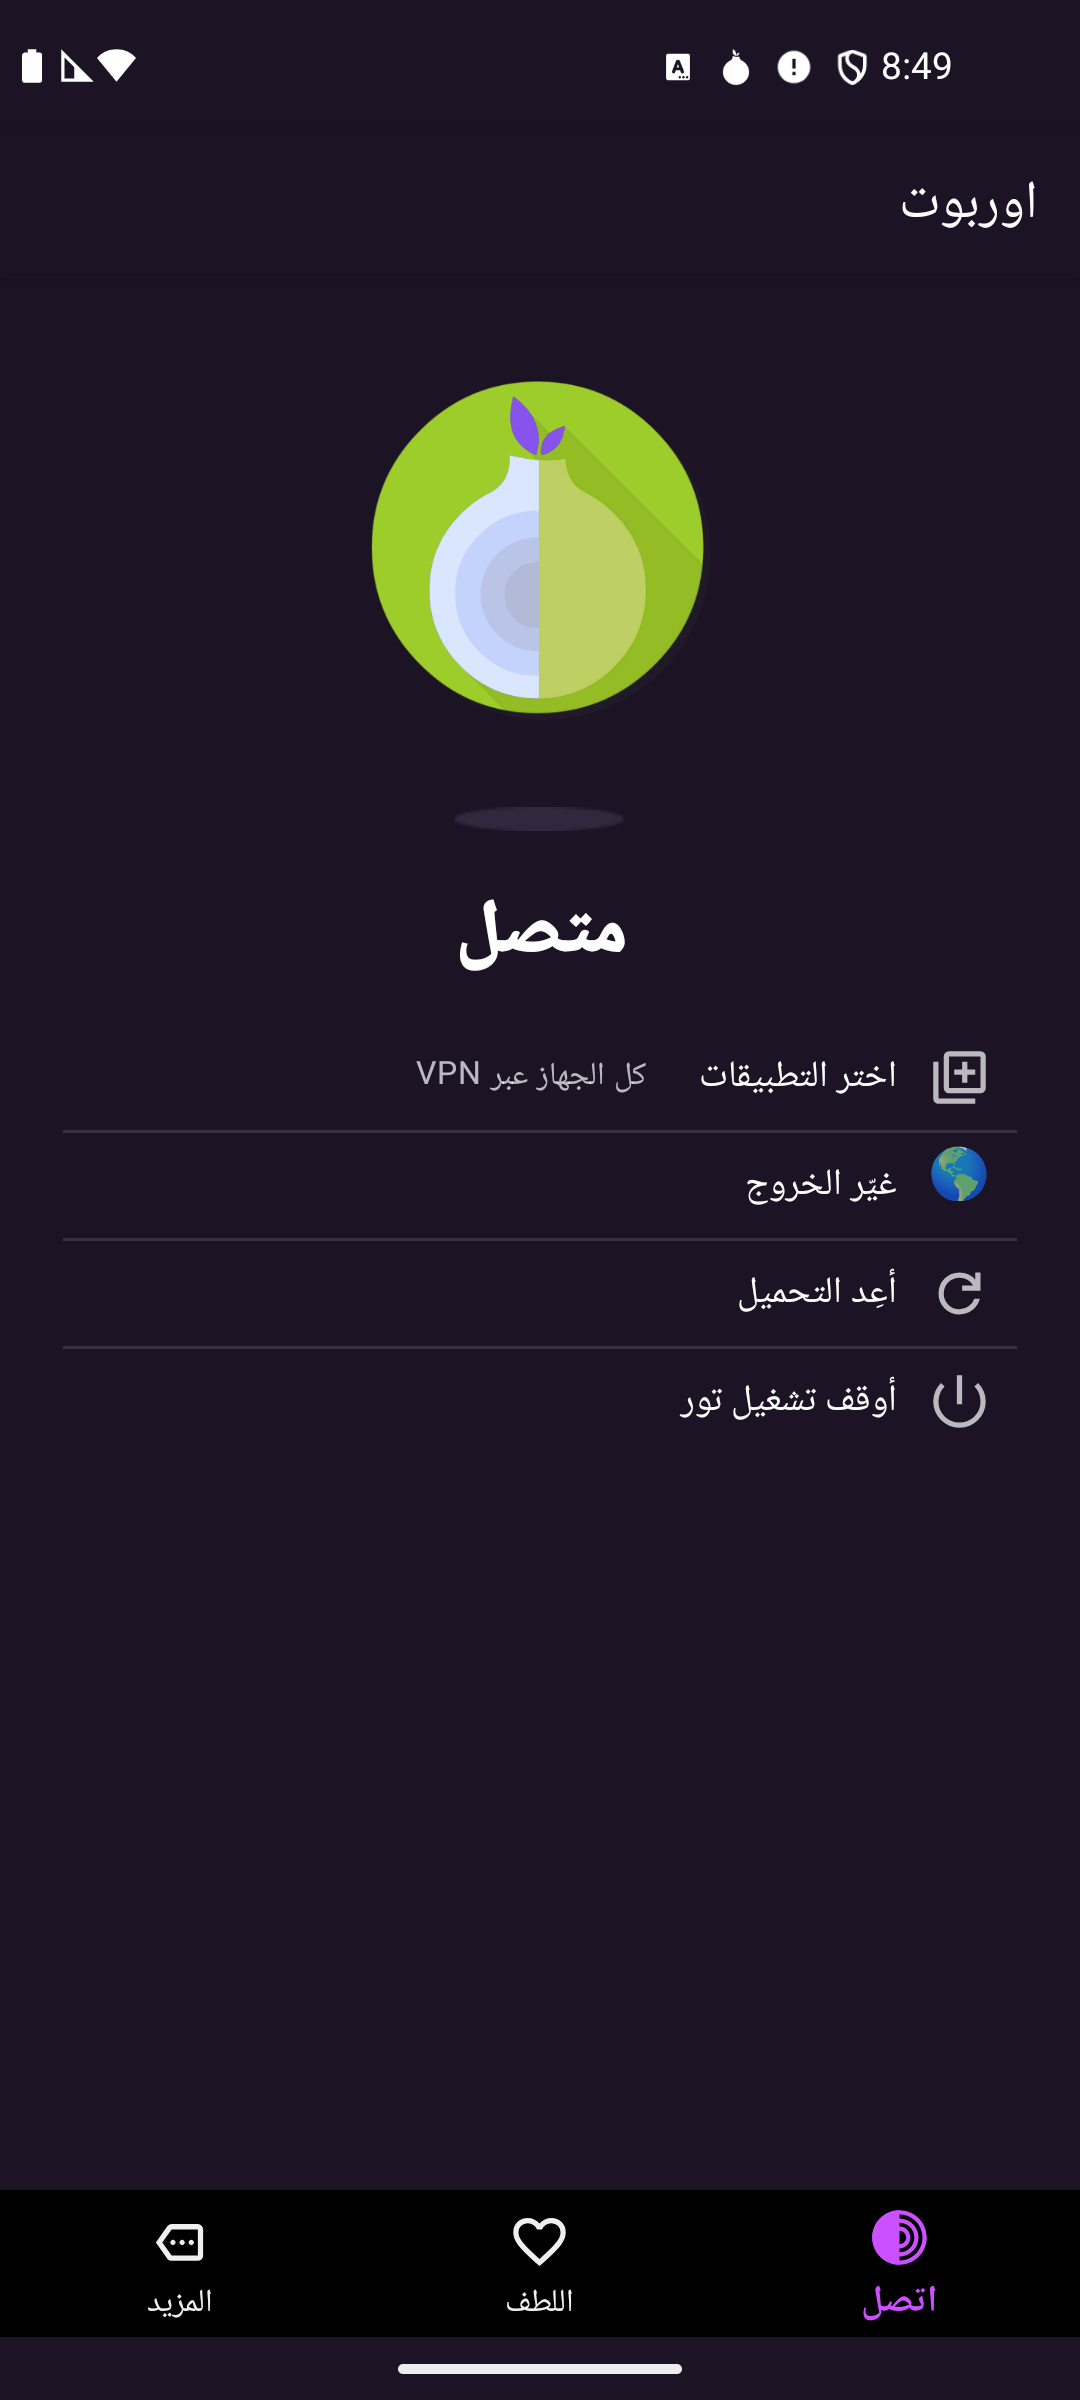 8:49
اوربوت
متصل
اختر التطبيقات كل الجهاز عبر VPN
غيّر الخروج
أعِد التحميل
أوقف تشغيل تور
اتصل
اللطف
المزيد